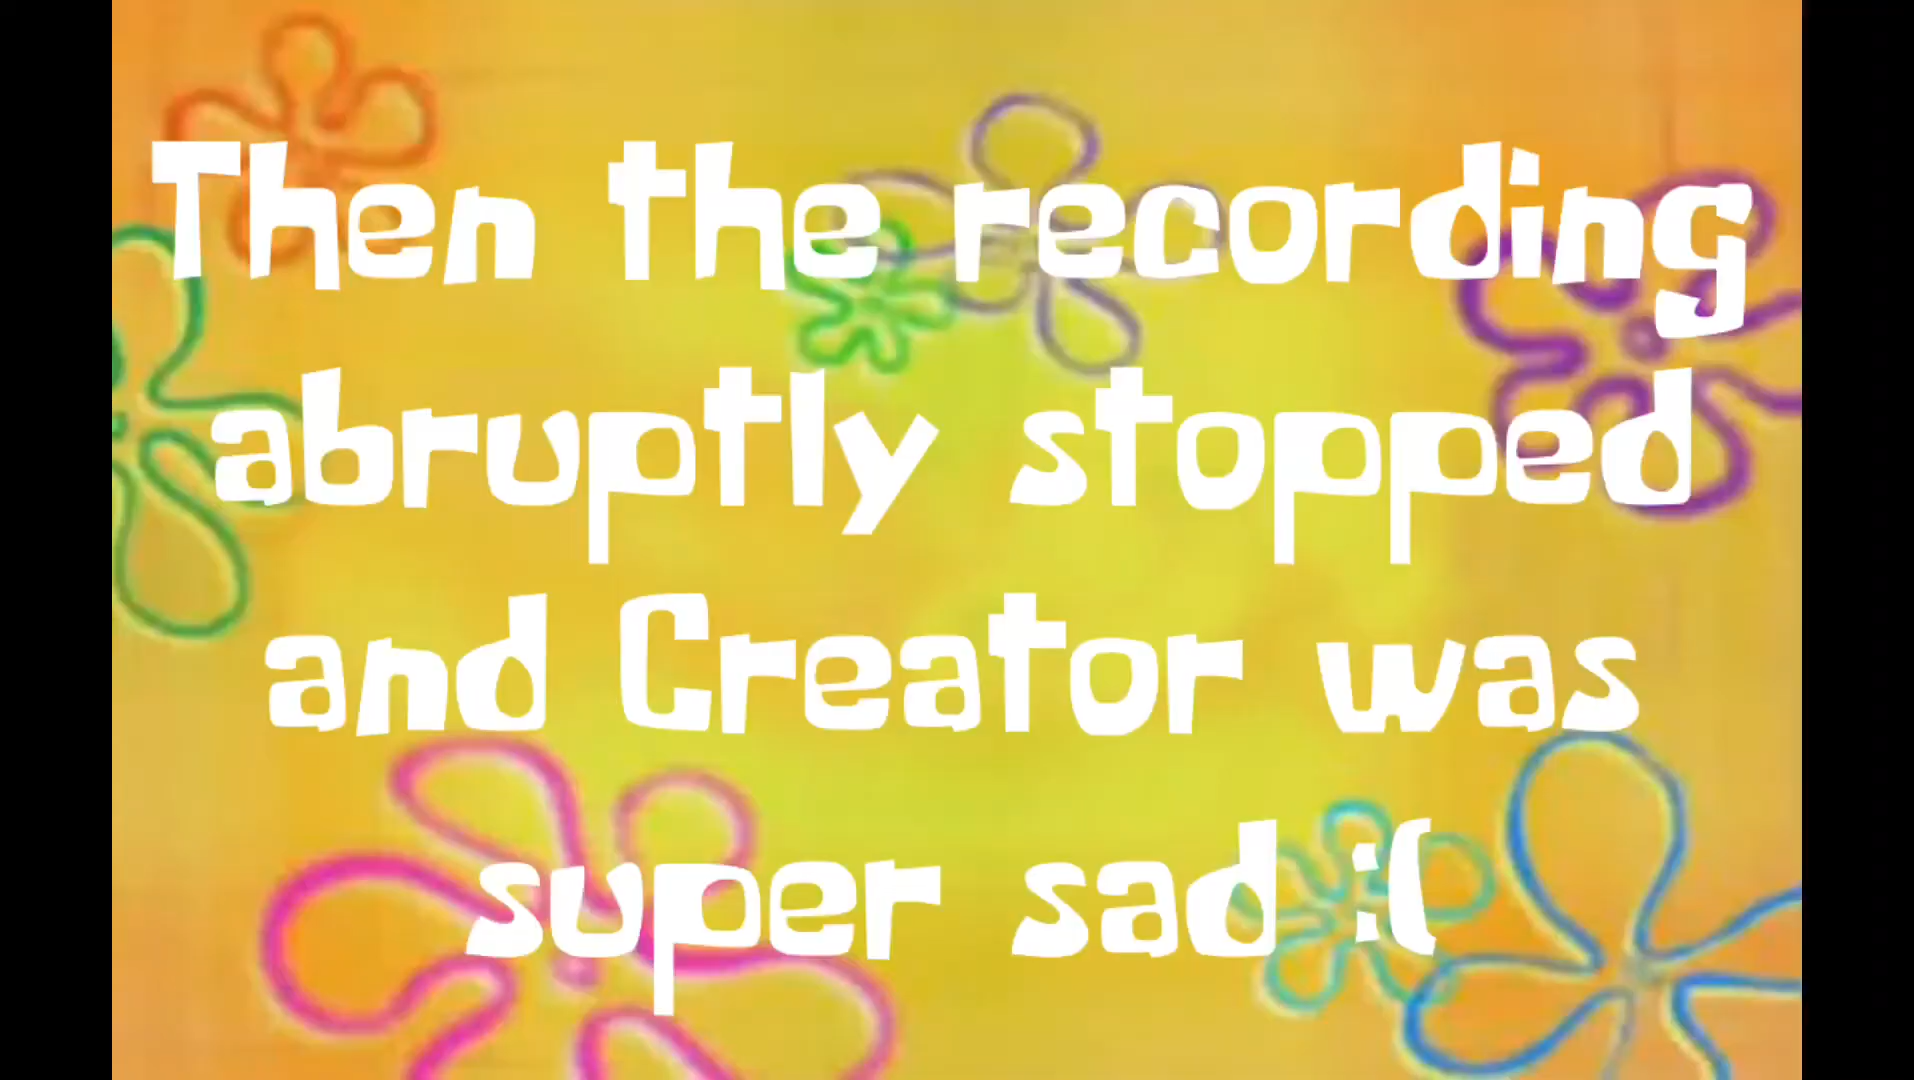 Then the recording
abruptly stopped
and Creator was
super sad :(